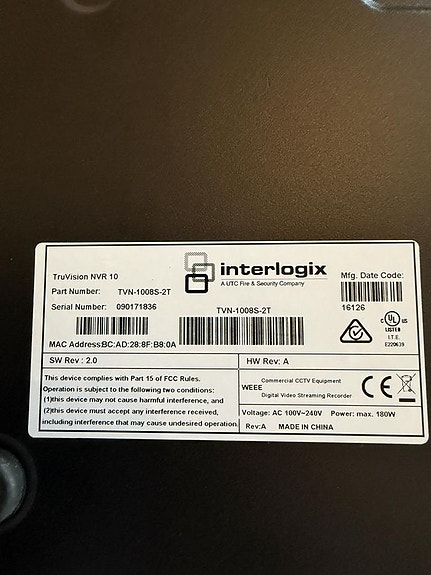 TruVision NVR 10
interlogix
A UTC Fire & Security Company
Mfg. Date Code:
Part Number: TVN-1008S-2T
Serial Number: 090171836
TVN-1008S-2T
16126
MAC Address:BC:AD:28:8F:B8:0A
C UL US
LISTED
I.T.E.
E220639
SW Rev : 2.0
HW Rev: A
This device complies with Part 15 of FCC Rules.
Operation is subject to the following two conditions:
(1)this device may not cause harmful interference, and
(2)this device must accept any interference received,
including interference that may cause undesired operation.
WEEE
Commercial CCTV Equipment
Digital Video Streaming Recorder
CE
Voltage: AC 100V~240V Power: max. 180W
Rev:A MADE IN CHINA